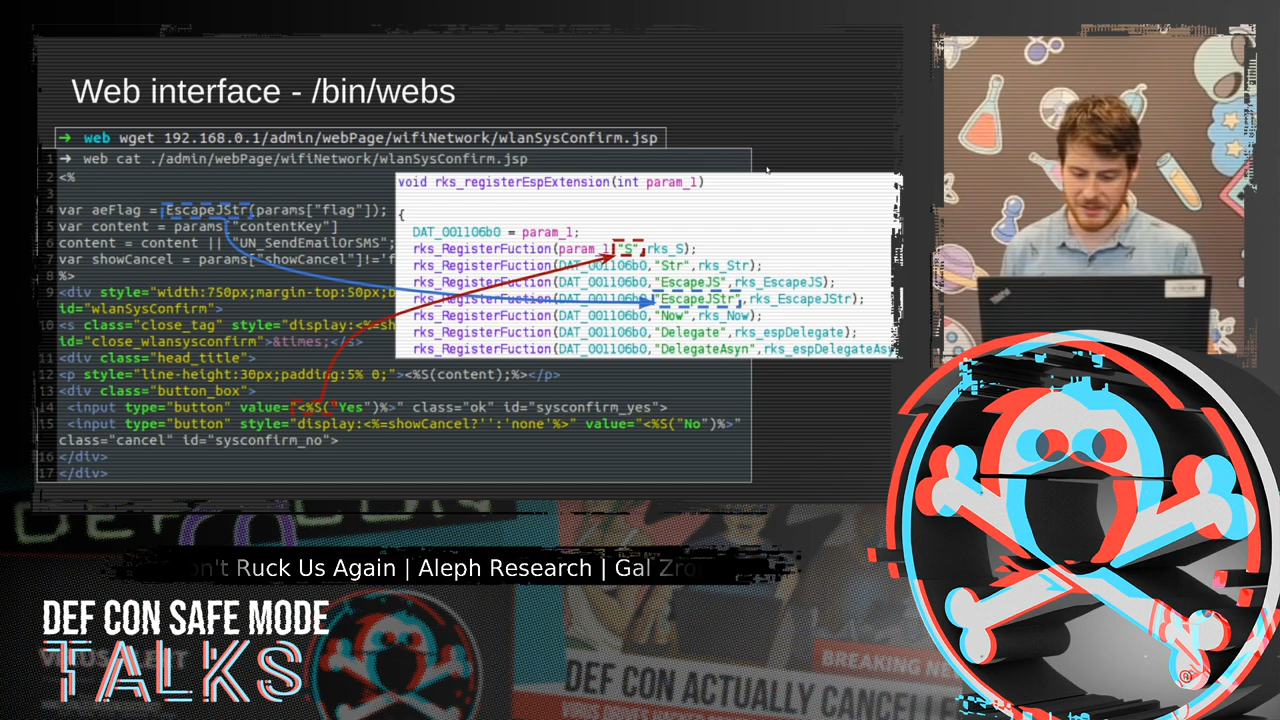 Web interface - /bin/webs
➜ web wget 192.168.0.1/admin/webPage/wifiNetwork/wlanSysConfirm.jsp
1 ➜ web cat ./admin/webPage/wifiNetwork/wlanSysConfirm.jsp
2 <%
3
4 var aeFlag = EscapeJStr(params["flag"]);
5 var content = params["contentKey"]
6 content = content || "UN_SendEmailOrSMS";
7 var showCancel = params["showCancel"]!='f
8 %>
9 <div style="width:750px;margin-top:50px;b
id="wlanSysConfirm">
10 <s class="close_tag" style="display:<%=sh
id="close_wlansysconfirm">&times;</s>
11 <div class="head_title">
12 <p style="line-height:30px;padding:5% 0;"><%S(content);%></p>
13 <div class="button_box">
14 <input type="button" value="<%S("Yes")%>" class="ok" id="sysconfirm_yes">
15 <input type="button" style="display:<%=showCancel?'':'none'%>" value="<%S("No")%>"
class="cancel" id="sysconfirm_no">
16 </div>
17 </div>
void rks_registerEspExtension(int param_1)
{
DAT_001106b0 = param_1;
rks_RegisterFuction(param_1,"S",rks_S);
rks_RegisterFuction(DAT_001106b0,"Str",rks_Str);
rks_RegisterFuction(DAT_001106b0,"EscapeJS",rks_EscapeJS);
rks_RegisterFuction(DAT_001106b0,"EscapeJStr",rks_EscapeJStr);
rks_RegisterFuction(DAT_001106b0,"Now",rks_Now);
rks_RegisterFuction(DAT_001106b0,"Delegate",rks_espDelegate);
rks_RegisterFuction(DAT_001106b0,"DelegateAsyn",rks_espDelegateAsy
ThinkPad
DEF CON
n't Ruck Us Again | Aleph Research | Gal Zro
DEF CON SAFE MODE
TALKS
BREAKING NE
DEF CON ACTUALLY CANCELLE